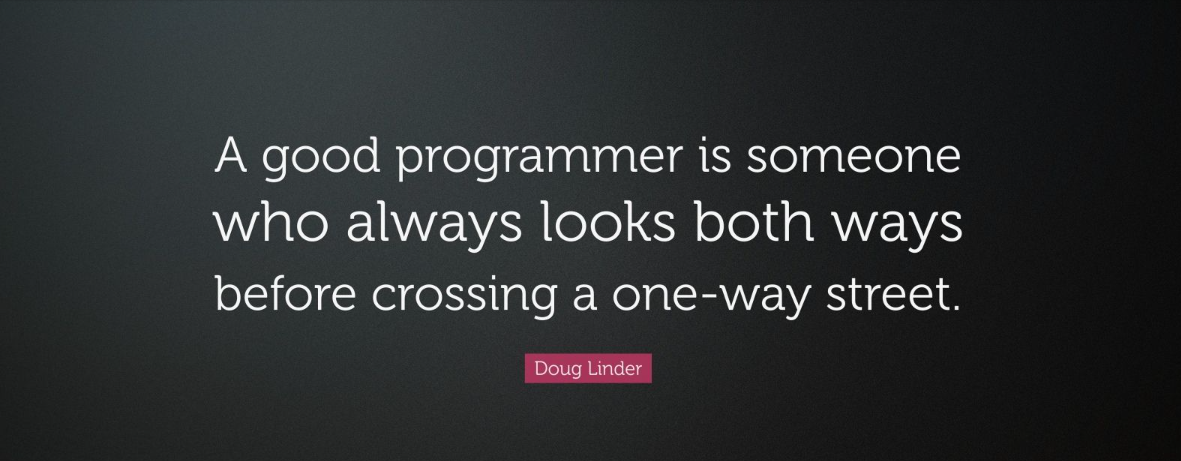 A good programmer is someone
who always looks both ways
before crossing a one-way street.
Doug Linder